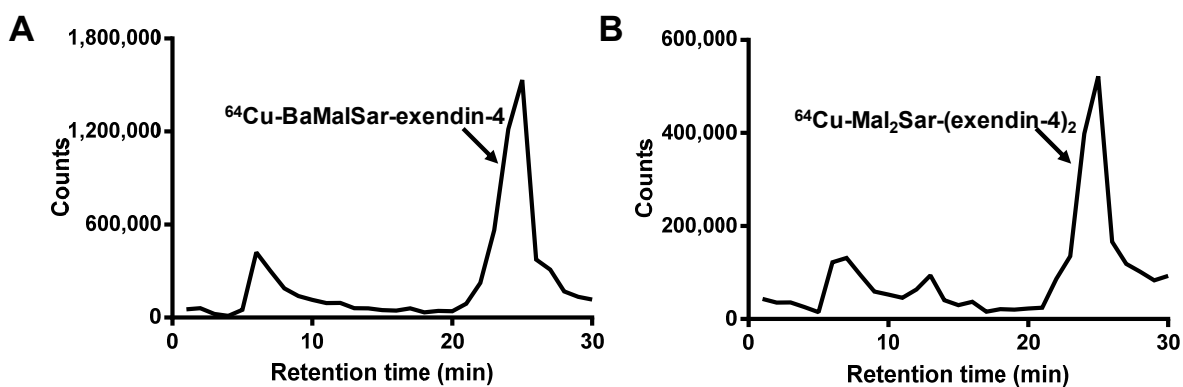 A
1,800,000
1,200,000
600,000
0
Counts
⁶⁴Cu-BaMalSar-exendin-4
0 10 20 30
Retention time (min)
B
600,000
400,000
200,000
0
Counts
⁶⁴Cu-Mal₂Sar-(exendin-4)₂
0 10 20 30
Retention time (min)